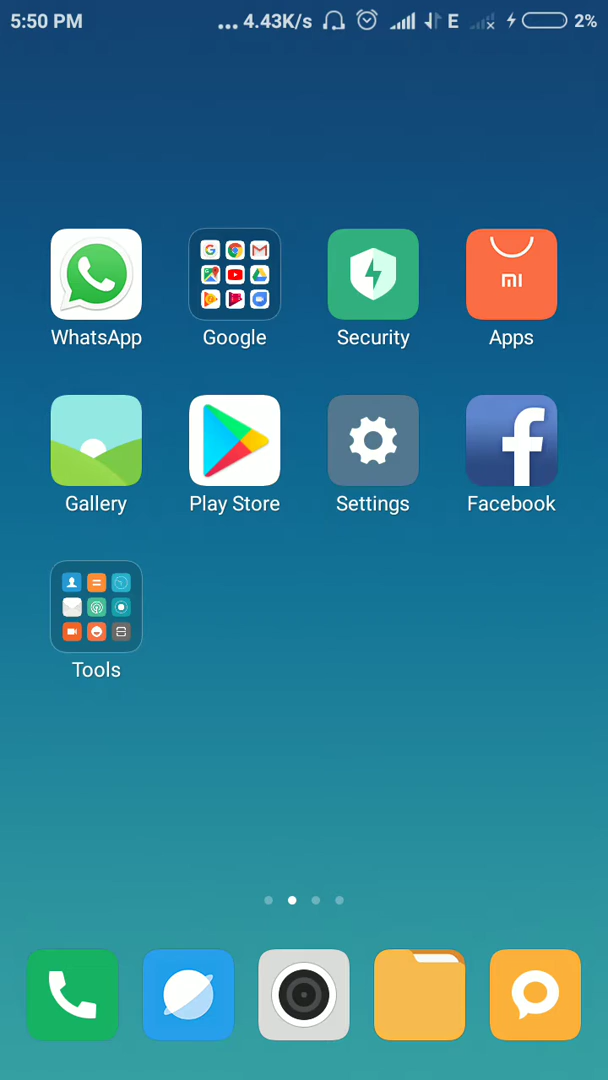 5:50 PM ... 4.43K/s E 2%
WhatsApp Google Security Apps
Gallery Play Store Settings Facebook
Tools